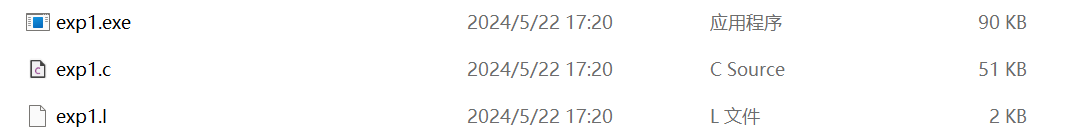 exp1.exe 2024/5/22 17:20 应用程序 90 KB
exp1.c 2024/5/22 17:20 C Source 51 KB
exp1.l 2024/5/22 17:20 L 文件 2 KB